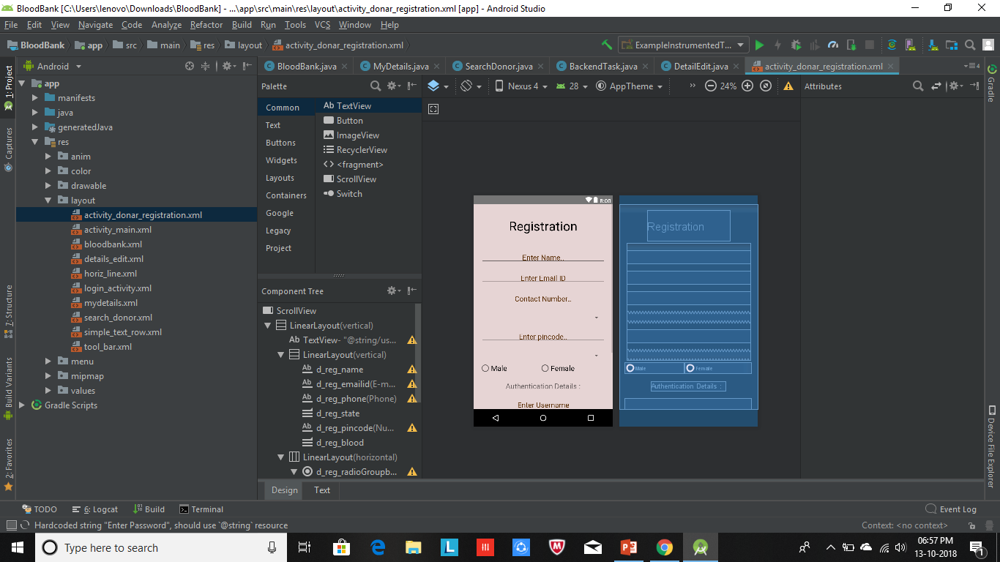 BloodBank [C:\Users\lenovo\Downloads\BloodBank] - ...\app\src\main\res\layout\activity_donar_registration.xml [app] - Android Studio
File Edit View Navigate Code Analyze Refactor Build Run Tools VCS Window Help
BloodBank app src main res layout activity_donar_registration.xml ExampleInstrumentedT...
Android
BloodBank.java MyDetails.java SearchDonor.java BackendTask.java DetailEdit.java activity_donar_registration.xml 4
1: Project
Captures
7: Structure
Build Variants
2: Favorites
app
manifests
java
generatedJava
res
anim
color
drawable
layout
activity_donar_registration.xml
activity_main.xml
bloodbank.xml
details_edit.xml
horiz_line.xml
login_activity.xml
mydetails.xml
search_donor.xml
simple_text_row.xml
tool_bar.xml
menu
mipmap
values
Gradle Scripts
Palette
Common
Text
Buttons
Widgets
Layouts
Containers
Google
Legacy
Project
Ab TextView
Button
ImageView
RecyclerView
<fragment>
ScrollView
Switch
Component Tree
ScrollView
LinearLayout(vertical)
Ab TextView- "@string/us...
LinearLayout(vertical)
Ab d_reg_name
Ab d_reg_emailid(E-m...
Ab d_reg_phone(Phone)
d_reg_state
Ab d_reg_pincode(Nu...
d_reg_blood
LinearLayout(horizontal)
d_reg_radioGroupb...
Nexus 4 28 AppTheme » 24%
8:00
Registration
Enter Name..
Enter Email ID
Contact Number..
Enter pincode..
Male Female
Authentication Details :
Enter Username
Registration
Male Female
Authentication Details :
Attributes
Gradle
Device File Explorer
Design Text
TODO 6: Logcat Build Terminal Event Log
Hardcoded string "Enter Password", should use `@string` resource Context: <no context>
Type here to search
L
06:57 PM
13-10-2018
1